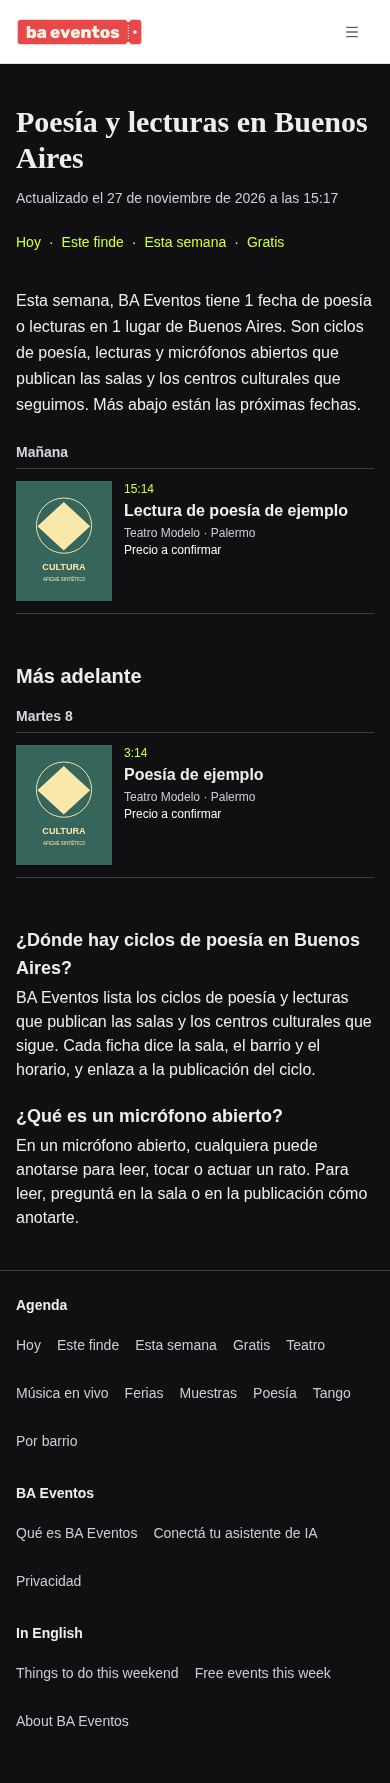 ba eventos
Poesía y lecturas en Buenos
Aires
Actualizado el 27 de noviembre de 2026 a las 15:17
Hoy · Este finde · Esta semana · Gratis
Esta semana, BA Eventos tiene 1 fecha de poesía
o lecturas en 1 lugar de Buenos Aires. Son ciclos
de poesía, lecturas y micrófonos abiertos que
publican las salas y los centros culturales que
seguimos. Más abajo están las próximas fechas.
Mañana
15:14
Lectura de poesía de ejemplo
Teatro Modelo · Palermo
Precio a confirmar
CULTURA
AFICHE SINTÉTICO
Más adelante
Martes 8
3:14
Poesía de ejemplo
Teatro Modelo · Palermo
Precio a confirmar
CULTURA
AFICHE SINTÉTICO
¿Dónde hay ciclos de poesía en Buenos
Aires?
BA Eventos lista los ciclos de poesía y lecturas
que publican las salas y los centros culturales que
sigue. Cada ficha dice la sala, el barrio y el
horario, y enlaza a la publicación del ciclo.
¿Qué es un micrófono abierto?
En un micrófono abierto, cualquiera puede
anotarse para leer, tocar o actuar un rato. Para
leer, preguntá en la sala o en la publicación cómo
anotarte.
Agenda
Hoy Este finde Esta semana Gratis Teatro
Música en vivo Ferias Muestras Poesía Tango
Por barrio
BA Eventos
Qué es BA Eventos Conectá tu asistente de IA
Privacidad
In English
Things to do this weekend Free events this week
About BA Eventos